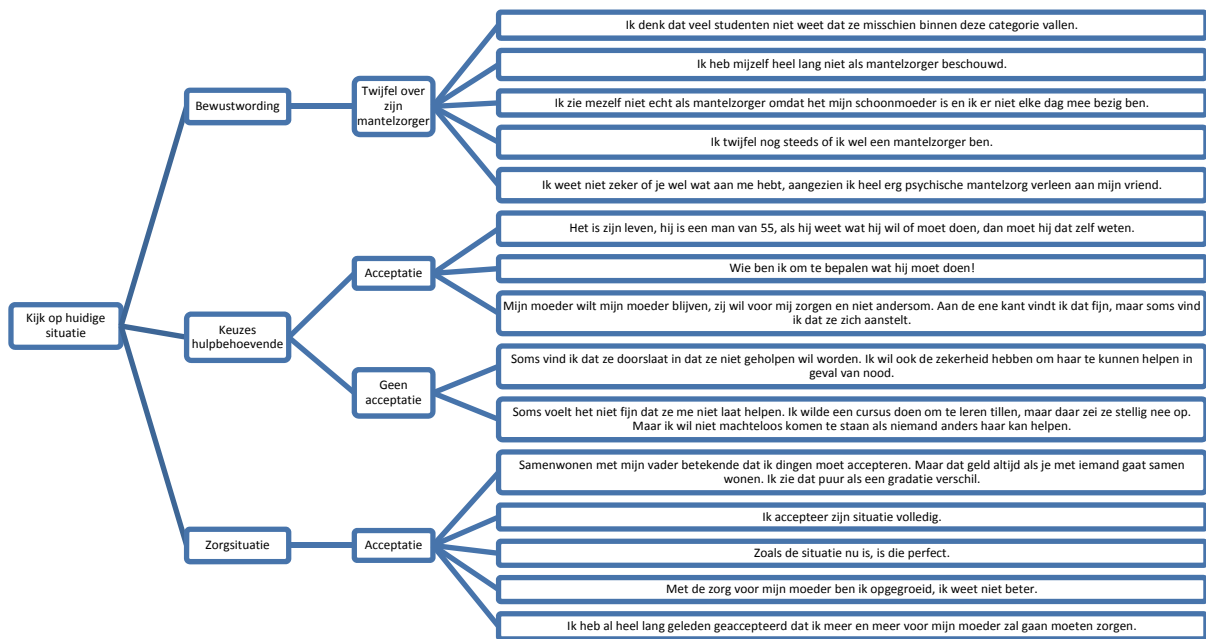 Kijk op huidige
situatie
Bewustwording
Twijfel over
zijn
mantelzorger
Ik denk dat veel studenten niet weet dat ze misschien binnen deze categorie vallen.
Ik heb mijzelf heel lang niet als mantelzorger beschouwd.
Ik zie mezelf niet echt als mantelzorger omdat het mijn schoonmoeder is en ik er niet elke dag mee bezig ben.
Ik twijfel nog steeds of ik wel een mantelzorger ben.
Ik weet niet zeker of je wel wat aan me hebt, aangezien ik heel erg psychische mantelzorg verleen aan mijn vriend.
Keuzes
hulpbehoevende
Acceptatie
Het is zijn leven, hij is een man van 55, als hij weet wat hij wil of moet doen, dan moet hij dat zelf weten.
Wie ben ik om te bepalen wat hij moet doen!
Mijn moeder wilt mijn moeder blijven, zij wil voor mij zorgen en niet andersom. Aan de ene kant vindt ik dat fijn, maar soms vind
ik dat ze zich aanstelt.
Geen
acceptatie
Soms vind ik dat ze doorslaat in dat ze niet geholpen wil worden. Ik wil ook de zekerheid hebben om haar te kunnen helpen in
geval van nood.
Soms voelt het niet fijn dat ze me niet laat helpen. Ik wilde een cursus doen om te leren tillen, maar daar zei ze stellig nee op.
Maar ik wil niet machteloos komen te staan als niemand anders haar kan helpen.
Zorgsituatie
Acceptatie
Samenwonen met mijn vader betekende dat ik dingen moet accepteren. Maar dat geld altijd als je met iemand gaat samen
wonen. Ik zie dat puur als een gradatie verschil.
Ik accepteer zijn situatie volledig.
Zoals de situatie nu is, is die perfect.
Met de zorg voor mijn moeder ben ik opgegroeid, ik weet niet beter.
Ik heb al heel lang geleden geaccepteerd dat ik meer en meer voor mijn moeder zal gaan moeten zorgen.